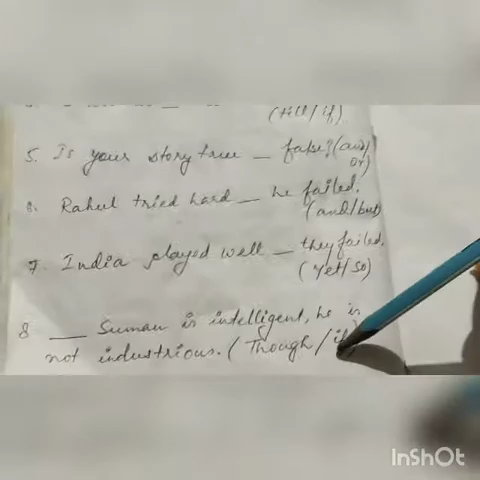 (till/if)
5. Is your story true _ false? (and/
or)
6. Rahul tried hard _ he failed.
(and/but)
7. India played well _ they failed.
(Yet/so)
8 _ Suman is intelligent, he is
not industrious. (Though/if)
InShOt